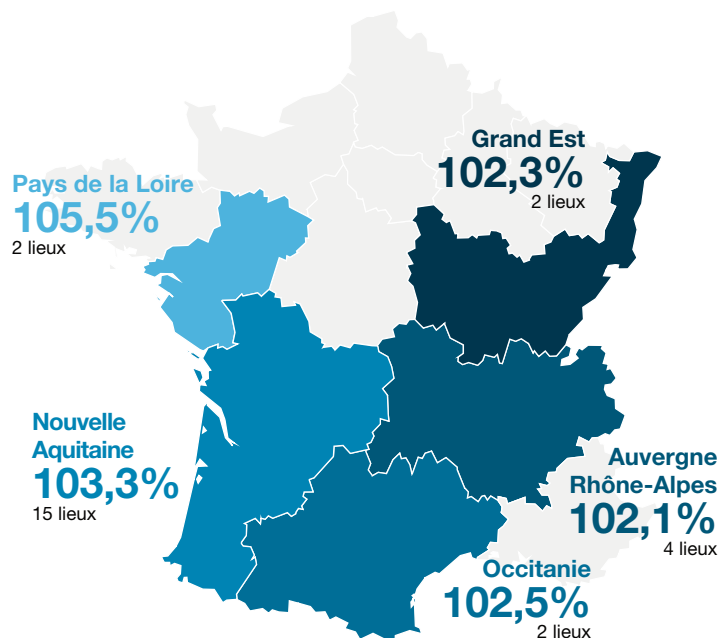 Grand Est
102,3%
2 lieux
Pays de la Loire
105,5%
2 lieux
Nouvelle
Aquitaine
103,3%
15 lieux
Auvergne
Rhône-Alpes
102,1%
4 lieux
Occitanie
102,5%
2 lieux